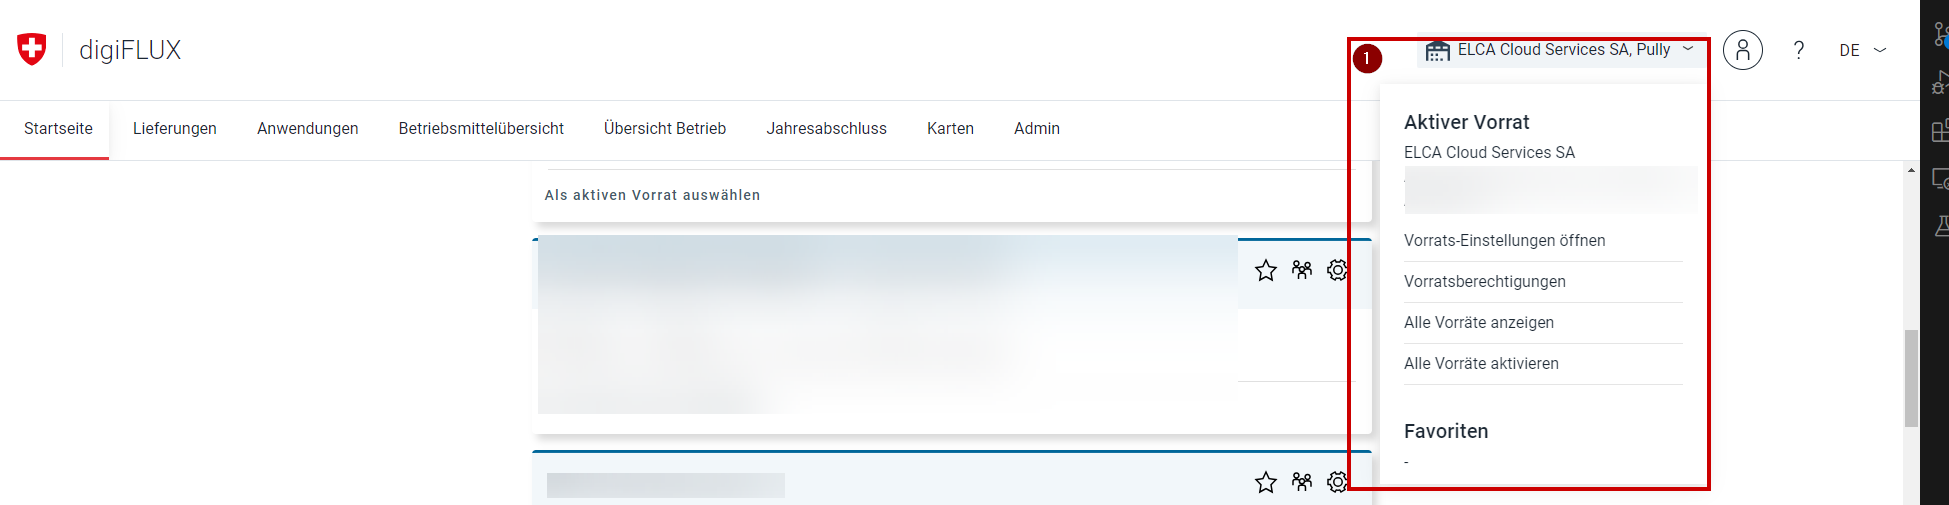 digiFLUX
1
ELCA Cloud Services SA, Pully
?
DE
Startseite
Lieferungen
Anwendungen
Betriebsmittelübersicht
Übersicht Betrieb
Jahresabschluss
Karten
Admin
Als aktiven Vorrat auswählen
Aktiver Vorrat
ELCA Cloud Services SA
Vorrats-Einstellungen öffnen
Vorratsberechtigungen
Alle Vorräte anzeigen
Alle Vorräte aktivieren
Favoriten
-